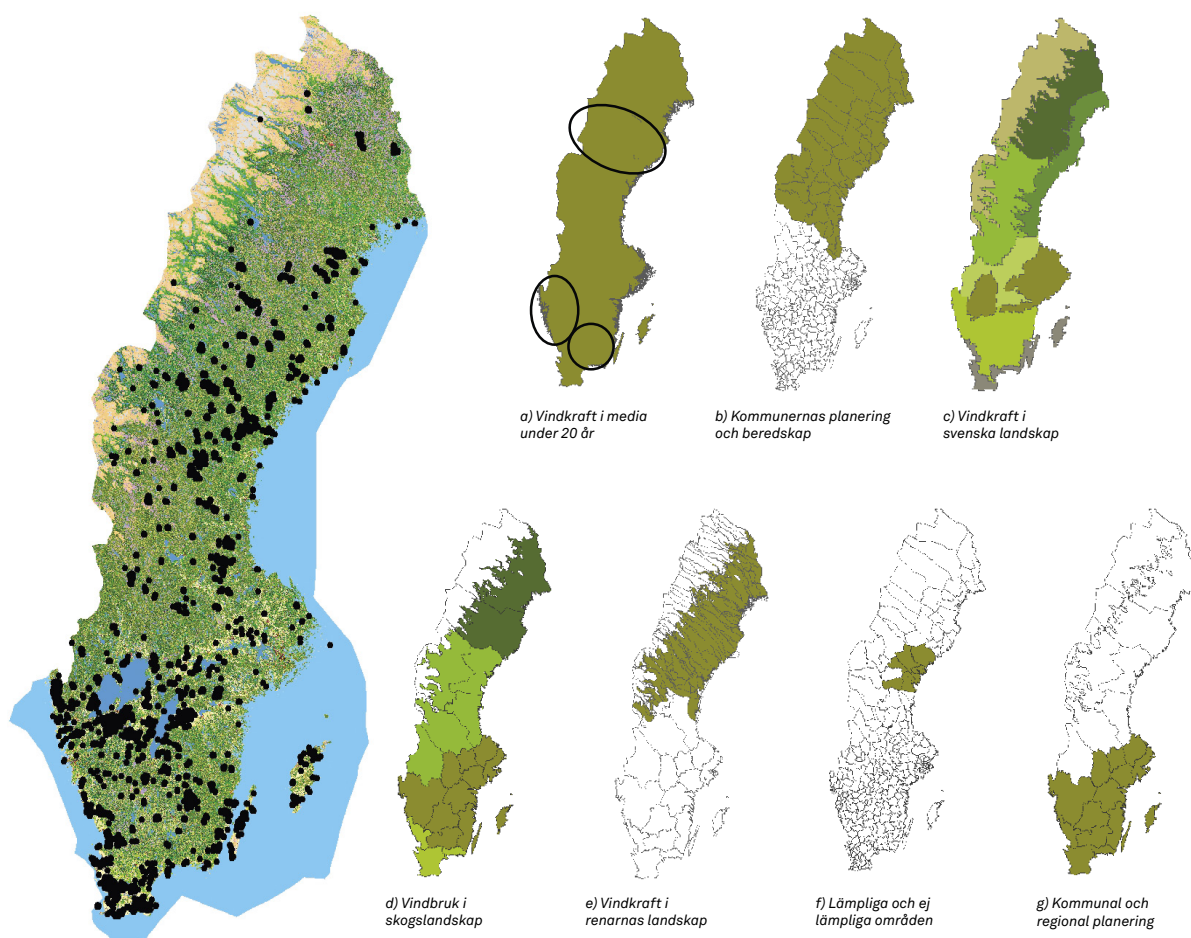 a) Vindkraft i media
under 20 år
b) Kommunernas planering
och beredskap
c) Vindkraft i
svenska landskap
d) Vindbruk i
skogslandskap
e) Vindkraft i
renarnas landskap
f) Lämpliga och ej
lämpliga områden
g) Kommunal och
regional planering